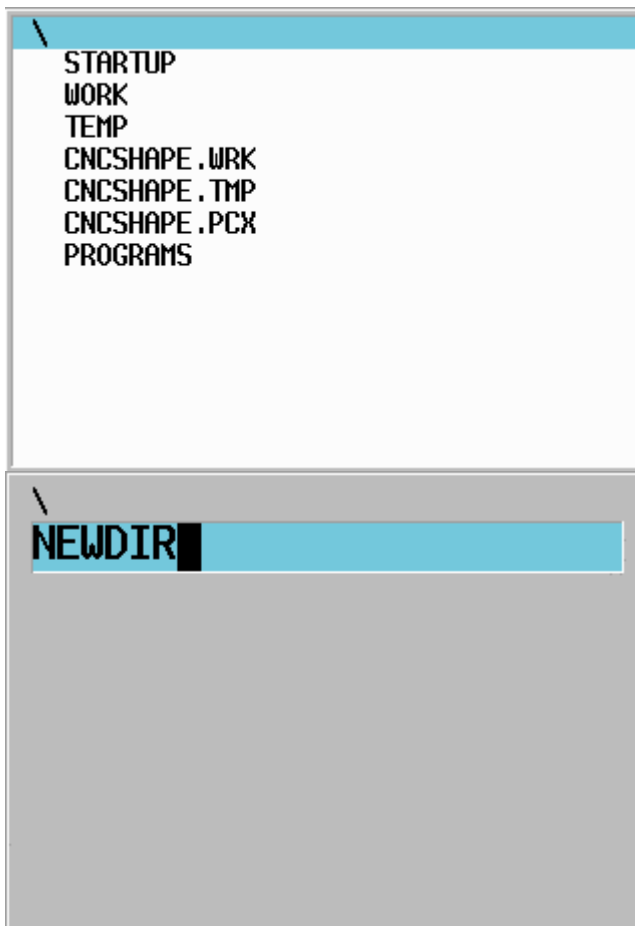 \
STARTUP
WORK
TEMP
CNCSHAPE.WRK
CNCSHAPE.TMP
CNCSHAPE.PCX
PROGRAMS
\
NEWDIR